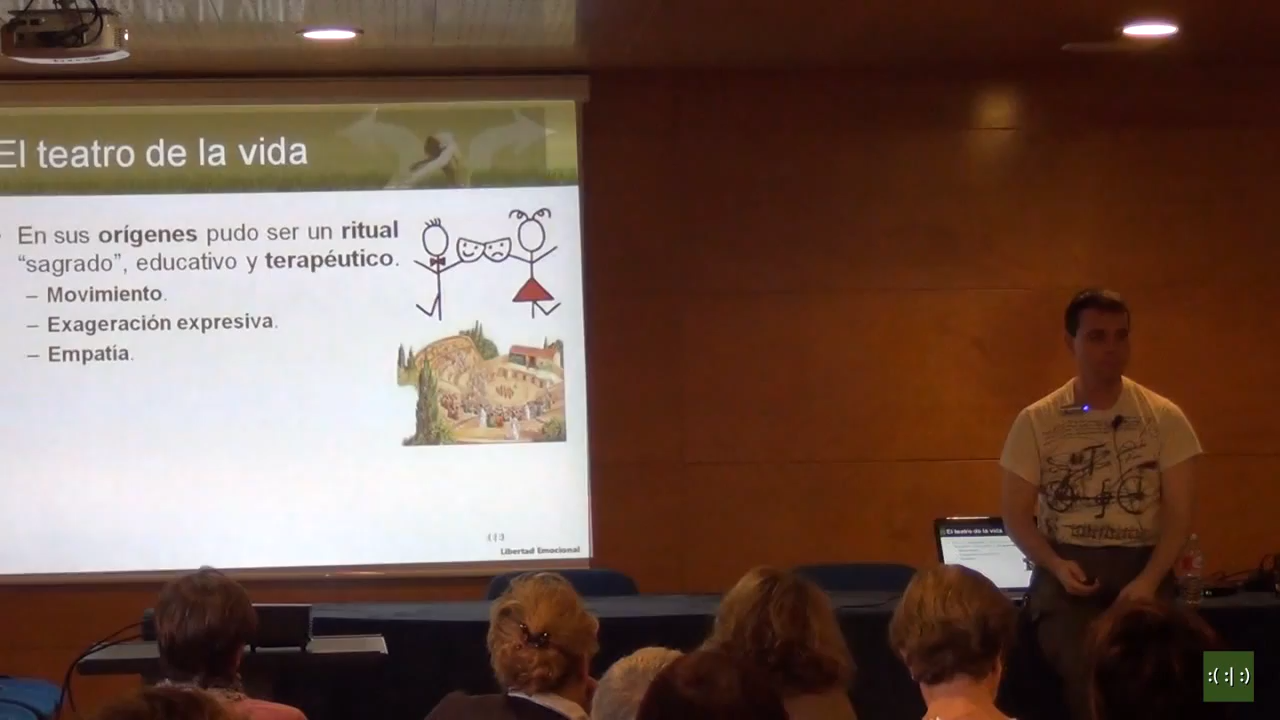 El teatro de la vida
En sus orígenes pudo ser un ritual
“sagrado”, educativo y terapéutico.
– Movimiento.
– Exageración expresiva.
– Empatía.
:(:|:)
Libertad Emocional
El teatro de la vida
:(:|:)